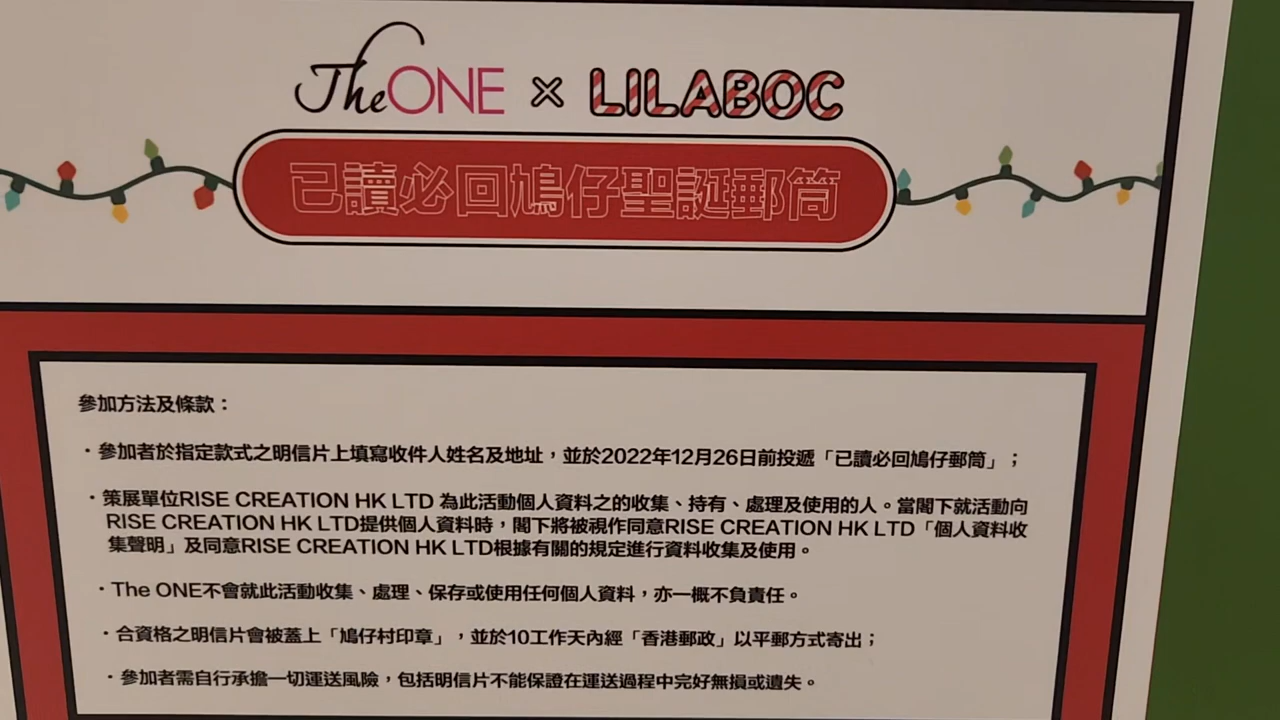 The ONE × LILABOC
已讀必回鳩仔聖誕郵筒
參加方法及條款：
・參加者於指定款式之明信片上填寫收件人姓名及地址，並於2022年12月26日前投遞「已讀必回鳩仔郵筒」；
・策展單位RISE CREATION HK LTD 為此活動個人資料之的收集、持有、處理及使用的人。當閣下就活動向
RISE CREATION HK LTD提供個人資料時，閣下將被視作同意RISE CREATION HK LTD「個人資料收
集聲明」及同意RISE CREATION HK LTD根據有關的規定進行資料收集及使用。
・The ONE不會就此活動收集、處理、保存或使用任何個人資料，亦一概不負責任。
・合資格之明信片會被蓋上「鳩仔村印章」，並於10工作天內經「香港郵政」以平郵方式寄出；
・參加者需自行承擔一切運送風險，包括明信片不能保證在運送過程中完好無損或遺失。